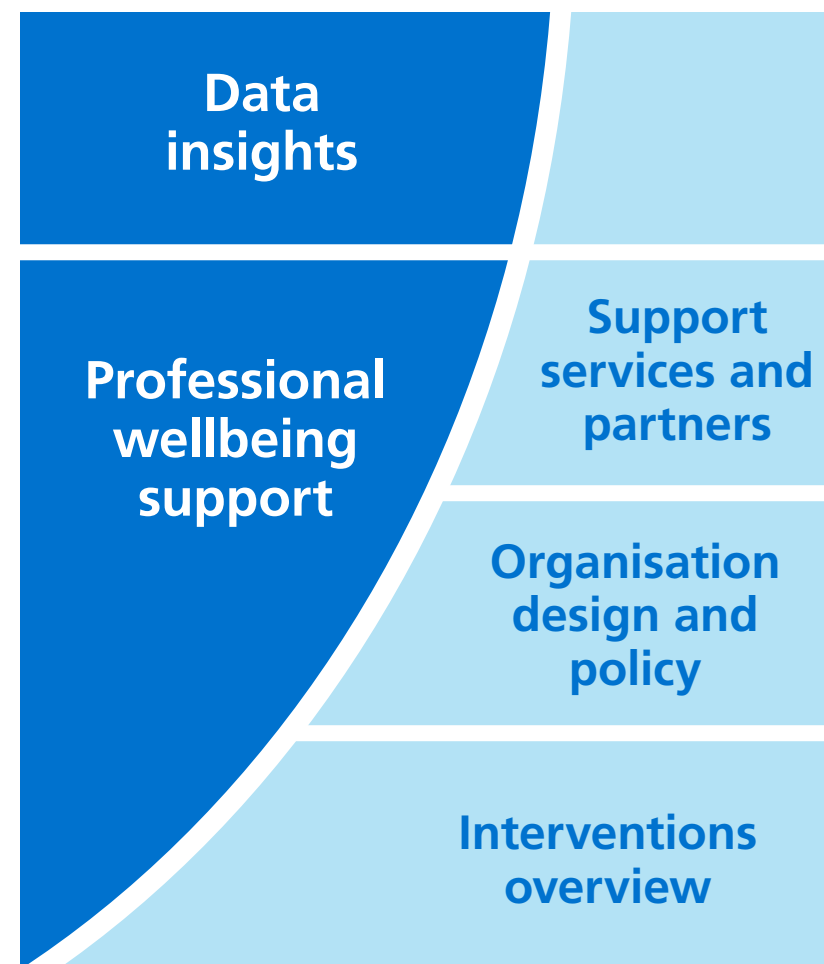 Data
insights
Professional
wellbeing
support
Support
services and
partners
Organisation
design and
policy
Interventions
overview